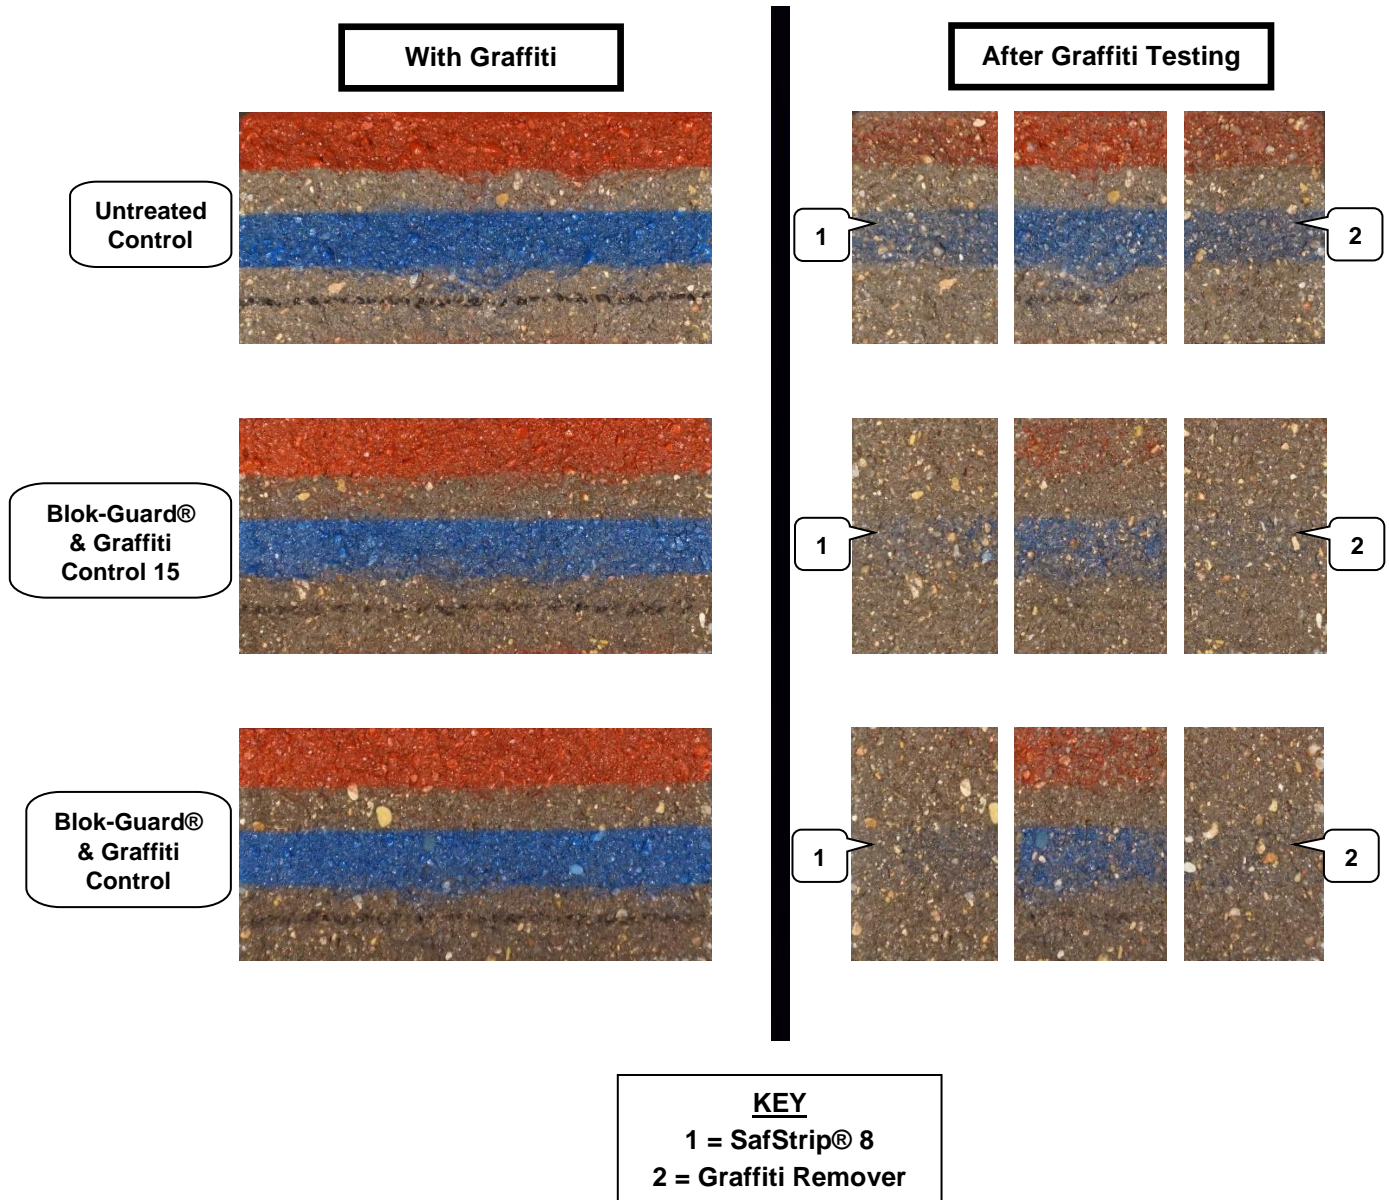 With Graffiti
After Graffiti Testing
Untreated
Control
1
2
Blok-Guard®
& Graffiti
Control 15
1
2
Blok-Guard®
& Graffiti
Control
1
2
KEY
1 = SafStrip® 8
2 = Graffiti Remover